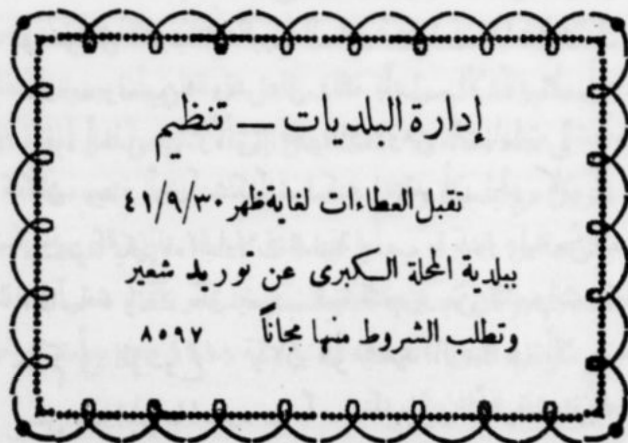 إدارة البلديات — تنظيم
تقبل العطاءات لغاية ظهر ٤١/٩/٣٠
ببلدية المحلة الكبرى عن توريد شعير
وتطلب الشروط منها مجاناً ٨٥٩٧